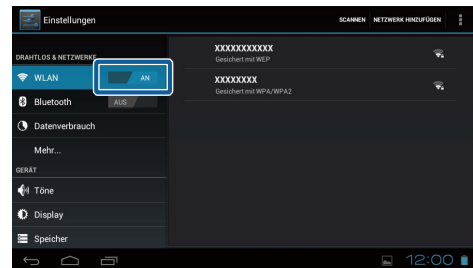 Einstellungen
SCANNEN NETZWERK HINZUFÜGEN
DRAHTLOS & NETZWERKE
WLAN AN
Bluetooth AUS
Datenverbrauch
Mehr...
GERÄT
Töne
Display
Speicher
XXXXXXXXXXX
Gesichert mit WEP
XXXXXXXX
Gesichert mit WPA/WPA2
12:00